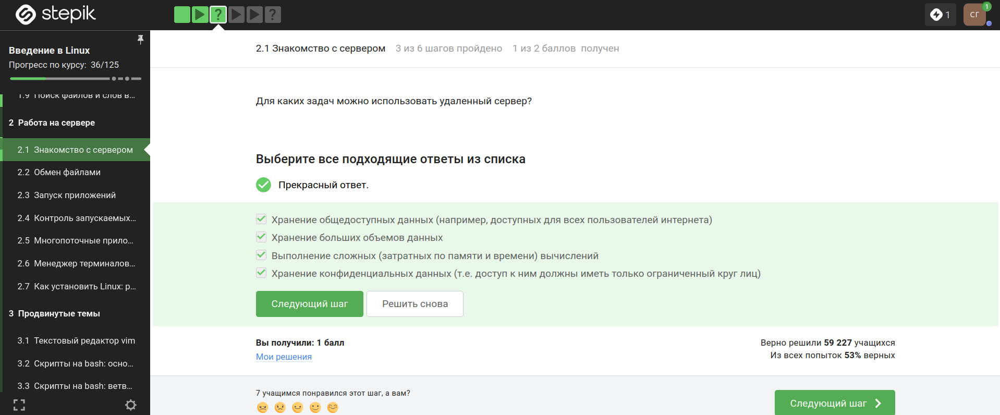 stepik
?
?
1
СГ
1
Введение в Linux
Прогресс по курсу: 36/125
1.9 Поиск файлов и слов в...
2 Работа на сервере
2.1 Знакомство с сервером
2.2 Обмен файлами
2.3 Запуск приложений
2.4 Контроль запускаемых...
2.5 Многопоточные прило...
2.6 Менеджер терминалов...
2.7 Как установить Linux: р...
3 Продвинутые темы
3.1 Текстовый редактор vim
3.2 Скрипты на bash: осно...
3.3 Скрипты на bash: ветв...
2.1 Знакомство с сервером 3 из 6 шагов пройдено 1 из 2 баллов получен
Для каких задач можно использовать удаленный сервер?
Выберите все подходящие ответы из списка
Прекрасный ответ.
Хранение общедоступных данных (например, доступных для всех пользователей интернета)
Хранение больших объемов данных
Выполнение сложных (затратных по памяти и времени) вычислений
Хранение конфиденциальных данных (т.е. доступ к ним должны иметь только ограниченный круг лиц)
Следующий шаг Решить снова
Вы получили: 1 балл
Мои решения
Верно решили 59 227 учащихся
Из всех попыток 53% верных
7 учащимся понравился этот шаг, а вам?
Следующий шаг